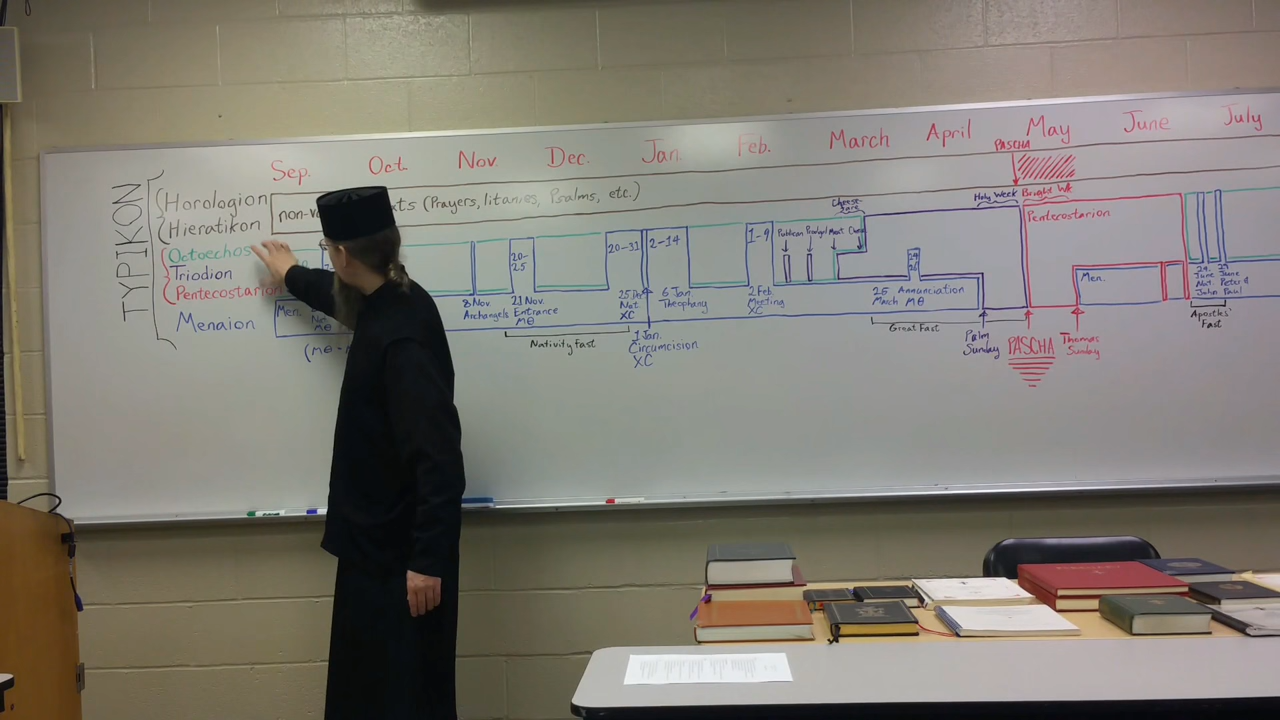 Sep. Oct. Nov. Dec. Jan. Feb. March April May June July
PASCHA
TYPIKON
Horologion
Hieratikon
Octoechos
Triodion
Pentecostarion
Menaion
(Prayers, litanies, Psalms, etc.)
Men.
8 Nov.
Archangels
20-25
21 Nov.
Entrance
MΘ
Nativity Fast
20-31
25 Dec.
Nat.
XC
1 Jan.
Circumcision
XC
2-14
6 Jan.
Theophany
1-9
2 Feb.
Meeting
XC
Publican Prodigal Meat Cheese
Cheese-fare
25 Annunciation
March MΘ
Great Fast
Holy Week
Bright Wk
Palm
Sunday
PASCHA
Thomas
Sunday
Pentecostarion
Men.
24 June
Nat.
John
29 June
Peter &
Paul
Apostles'
Fast